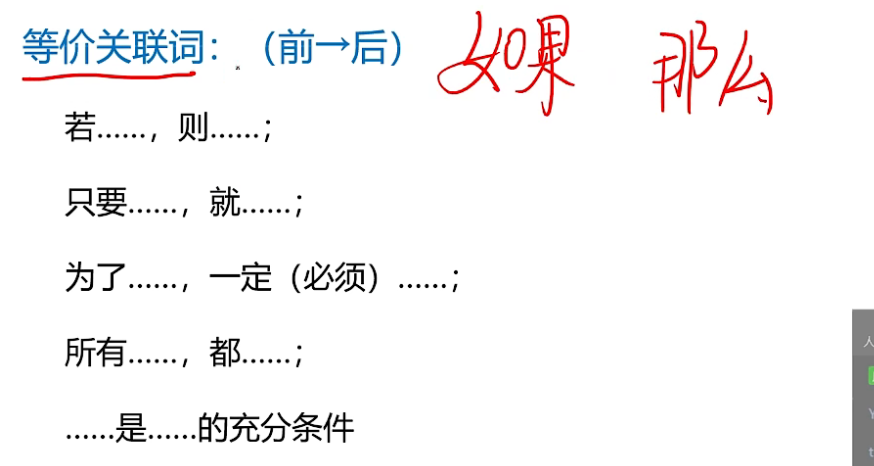 等价关联词：（前→后） 如果 那么
若……，则……；
只要……，就……；
为了……，一定（必须）……；
所有……，都……；
……是……的充分条件